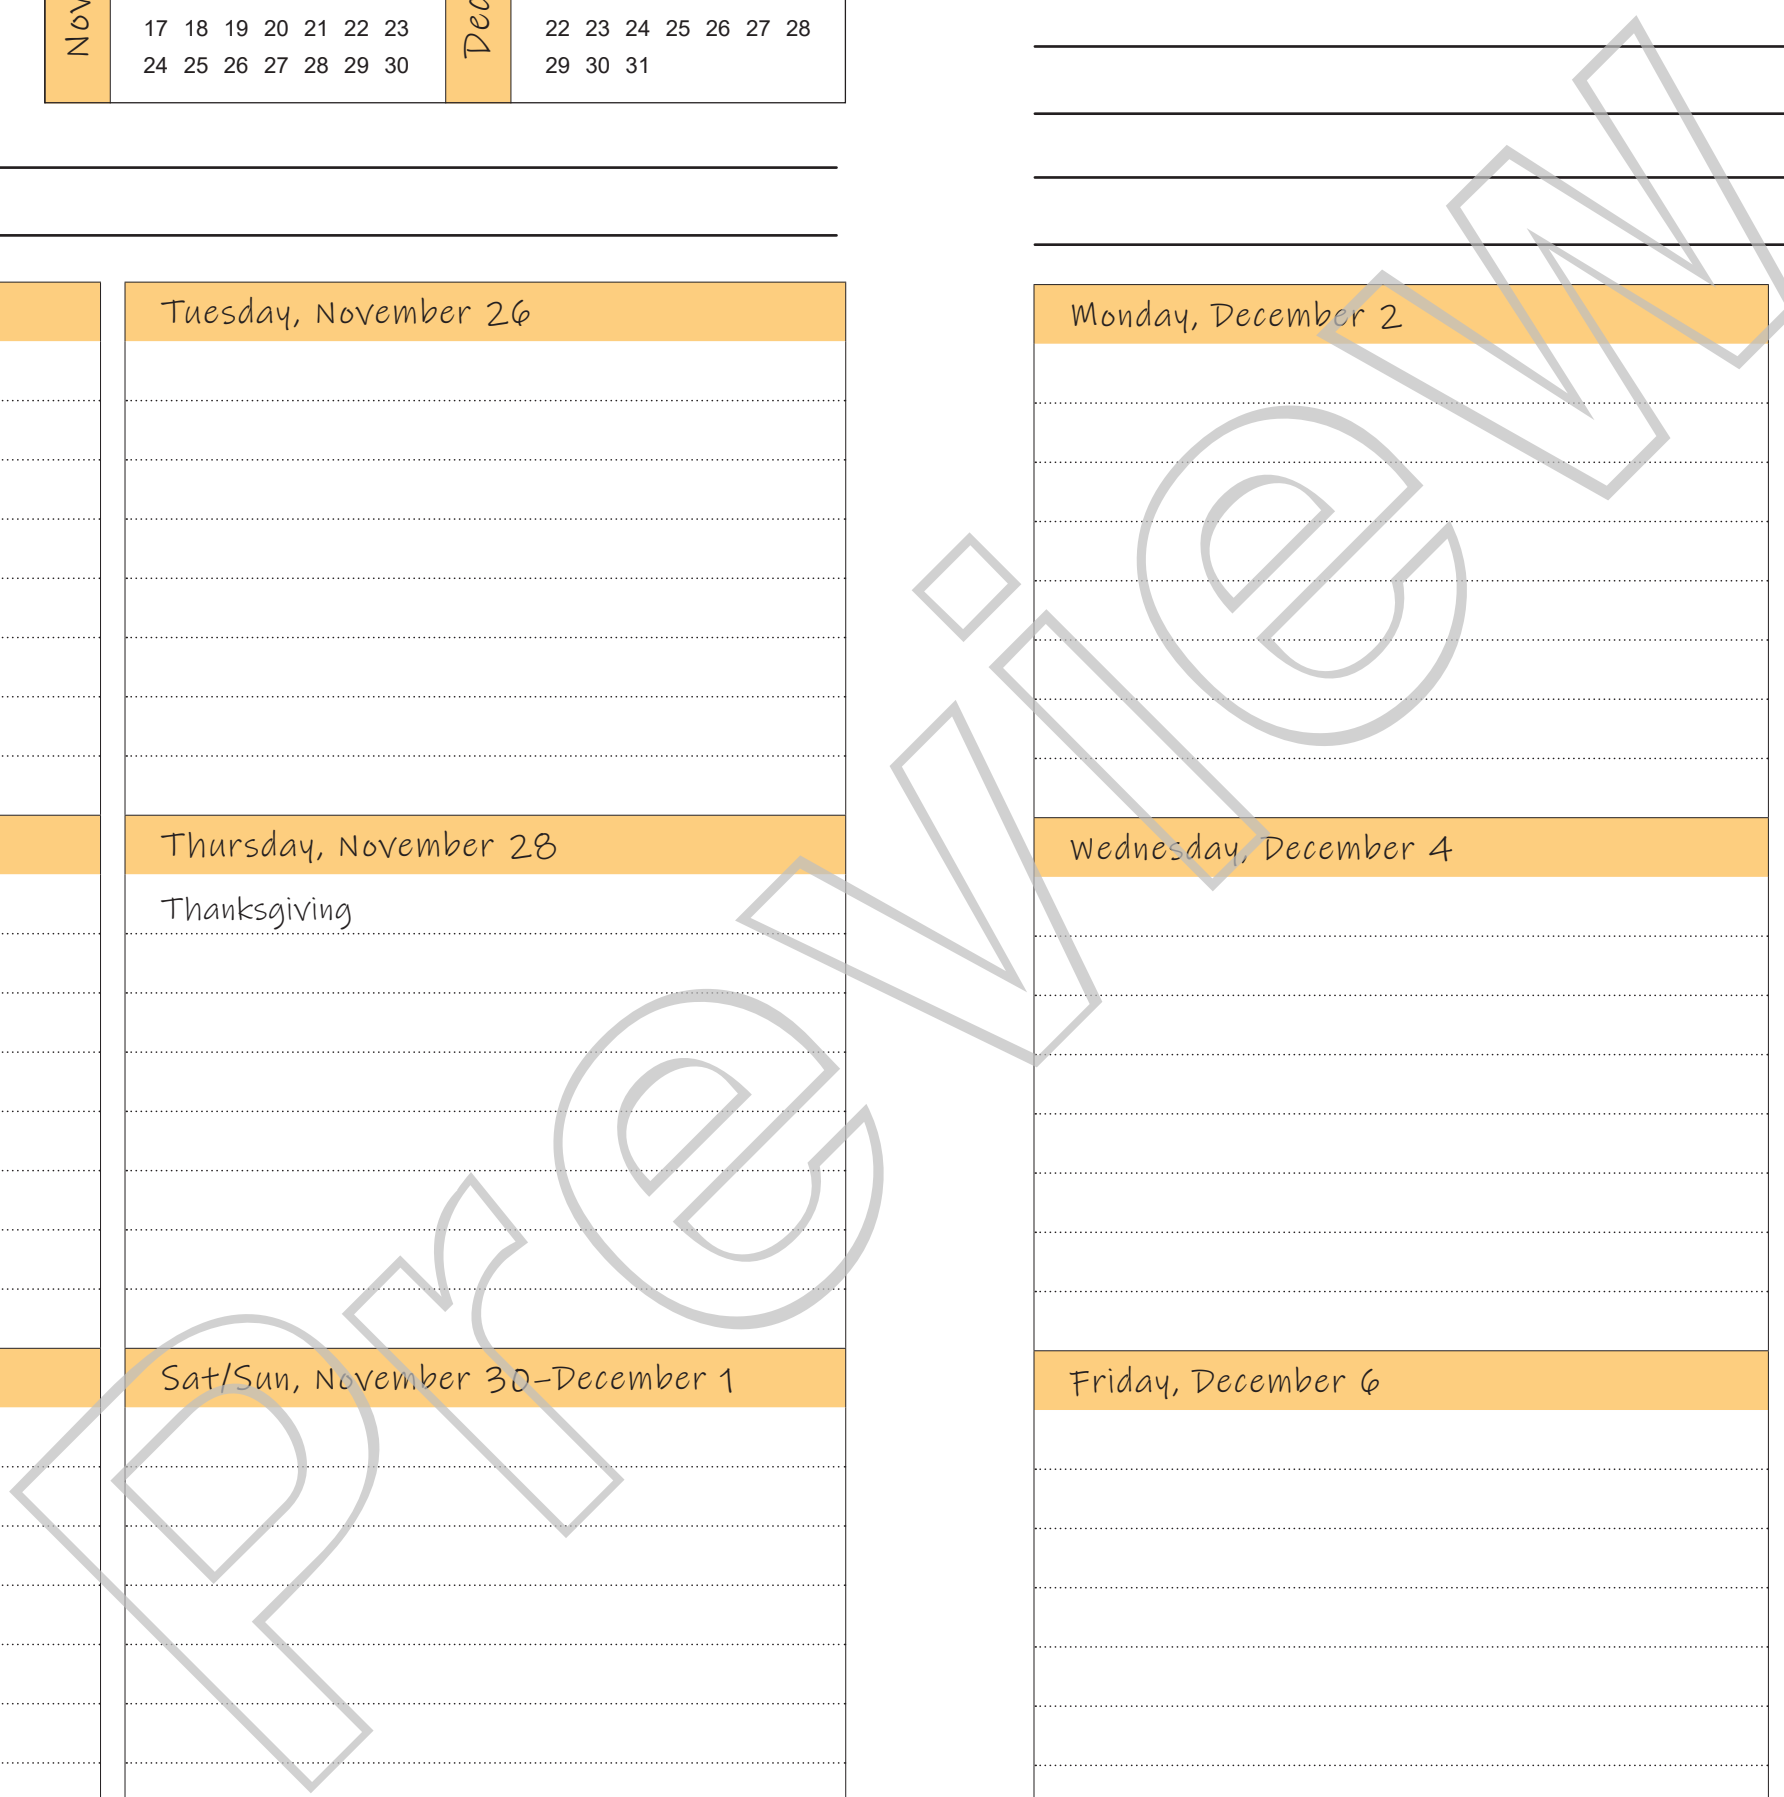 Nov
17 18 19 20 21 22 23
24 25 26 27 28 29 30
Dec
22 23 24 25 26 27 28
29 30 31
Tuesday, November 26
Thursday, November 28
Thanksgiving
Sat/Sun, November 30-December 1
Monday, December 2
Wednesday, December 4
Friday, December 6
Preview